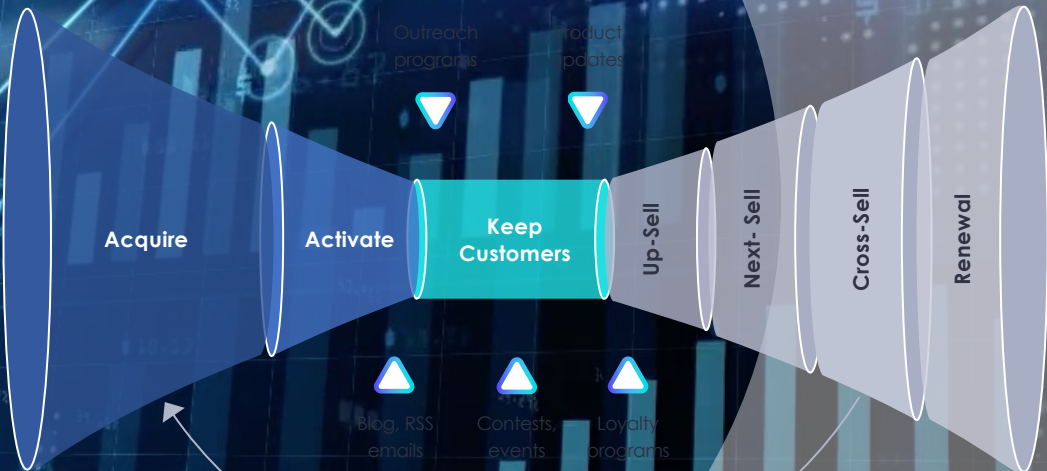 Outreach
programs
Product
updates
Acquire
Activate
Keep
Customers
Up-Sell
Next- Sell
Cross-Sell
Renewal
Blog, RSS
emails
Contests,
events
Loyalty
programs